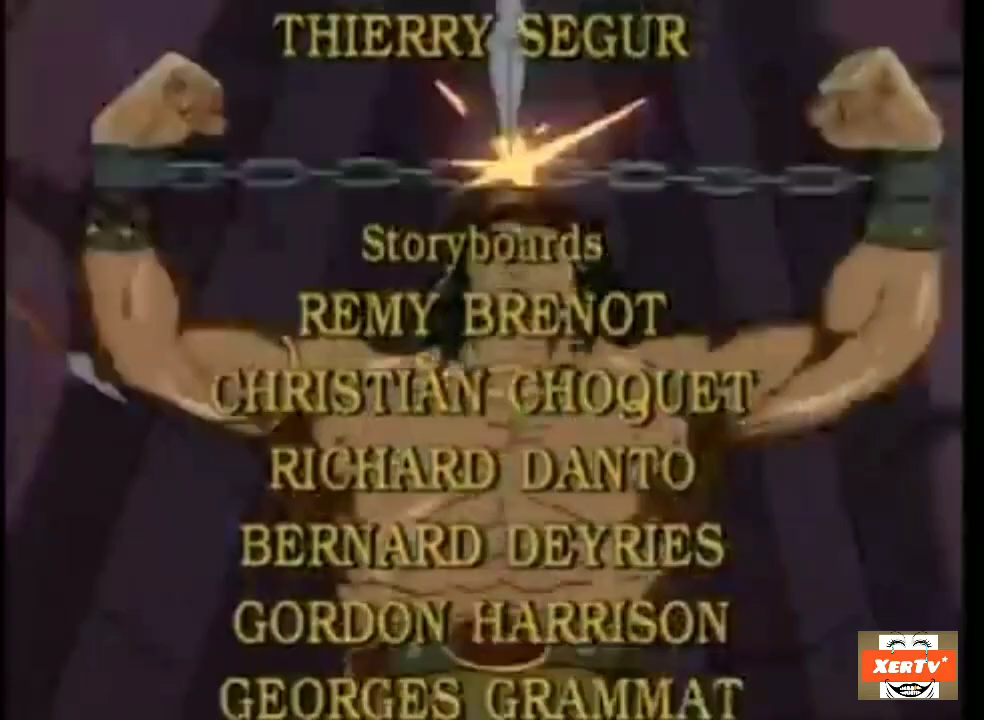 THIERRY SEGUR
Storyboards
REMY BRENOT
CHRISTIAN CHOQUET
RICHARD DANTO
BERNARD DEYRIES
GORDON HARRISON
GEORGES GRAMMAT
XERTV*